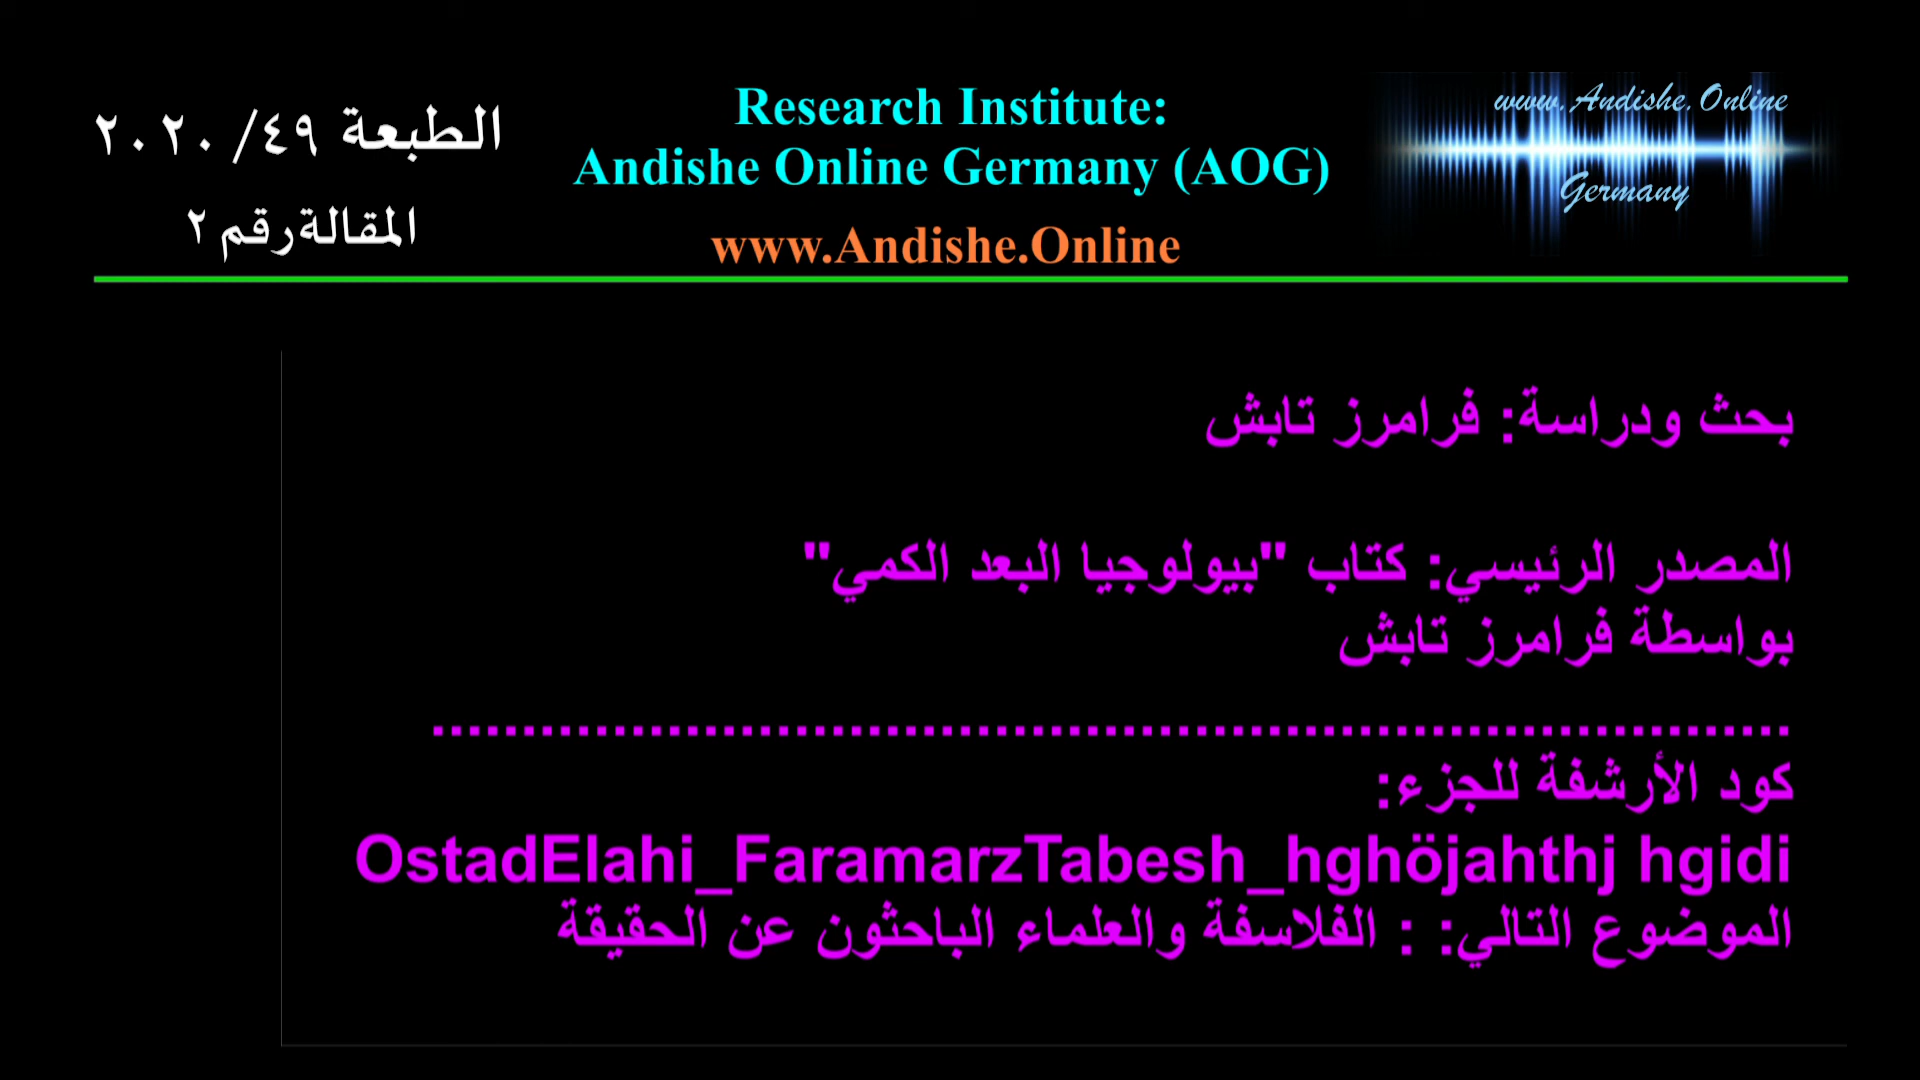 الطبعة ٤٩/ ٢٠٢٠
المقالة رقم ٢
Research Institute:
Andishe Online Germany (AOG)
www.Andishe.Online
www.Andishe.Online
Germany
بحث ودراسة: فرامرز تابش
المصدر الرئيسي: كتاب "بيولوجيا البعد الكمي"
بواسطة فرامرز تابش
...........................................................................
كود الأرشفة للجزء:
OstadElahi_FaramarzTabesh_hghöjahthj hgidi
الموضوع التالي: : الفلاسفة والعلماء الباحثون عن الحقيقة